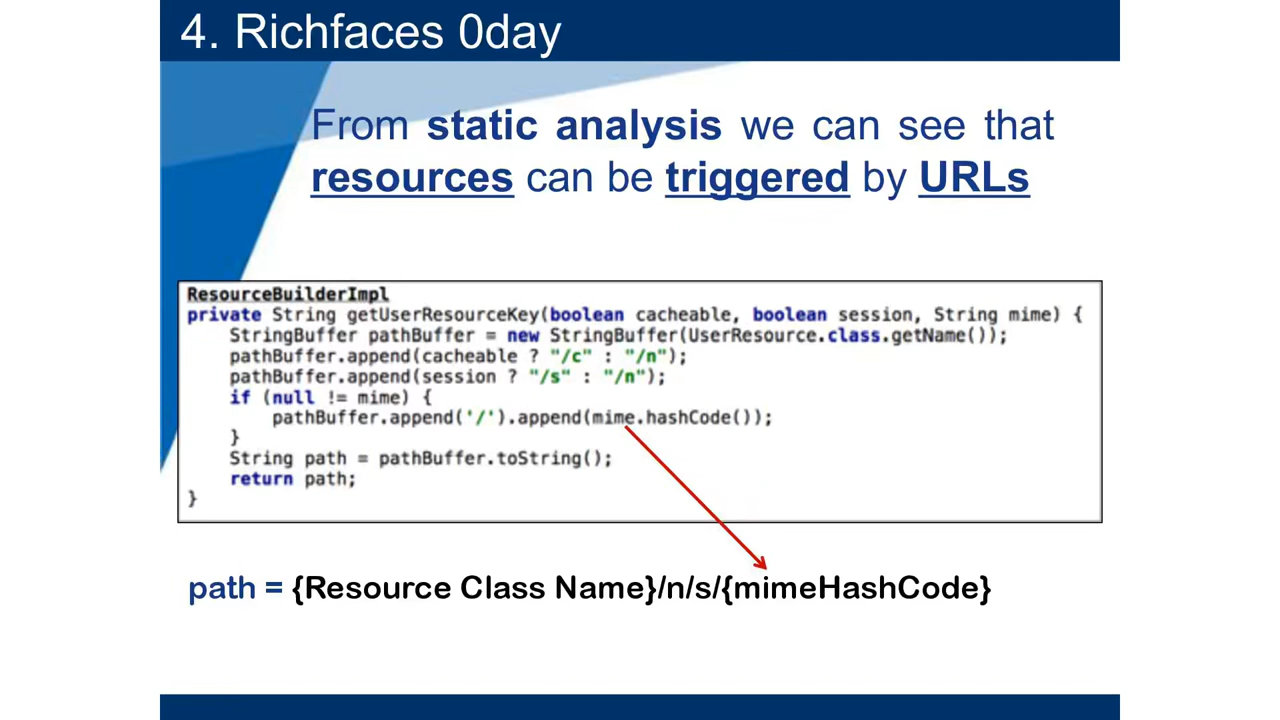 4. Richfaces 0day
From static analysis we can see that
resources can be triggered by URLs
ResourceBuilderImpl
private String getUserResourceKey(boolean cacheable, boolean session, String mime) {
StringBuffer pathBuffer = new StringBuffer(UserResource.class.getName());
pathBuffer.append(cacheable ? "/c" : "/n");
pathBuffer.append(session ? "/s" : "/n");
if (null != mime) {
pathBuffer.append('/').append(mime.hashCode());
}
String path = pathBuffer.toString();
return path;
}
path = {Resource Class Name}/n/s/{mimeHashCode}